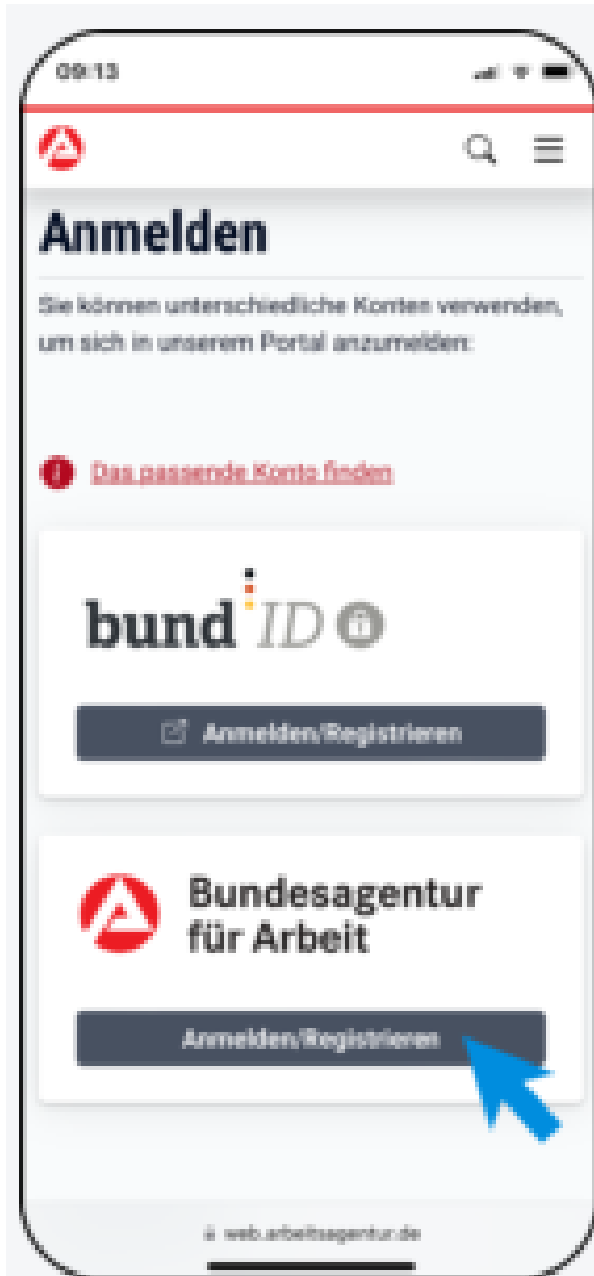 09:13
Anmelden
Sie können unterschiedliche Konten verwenden,
um sich in unserem Portal anzumelden:
Das passende Konto finden
bund ID
Anmelden/Registrieren
Bundesagentur
für Arbeit
Anmelden/Registrieren
web.arbeitsagentur.de